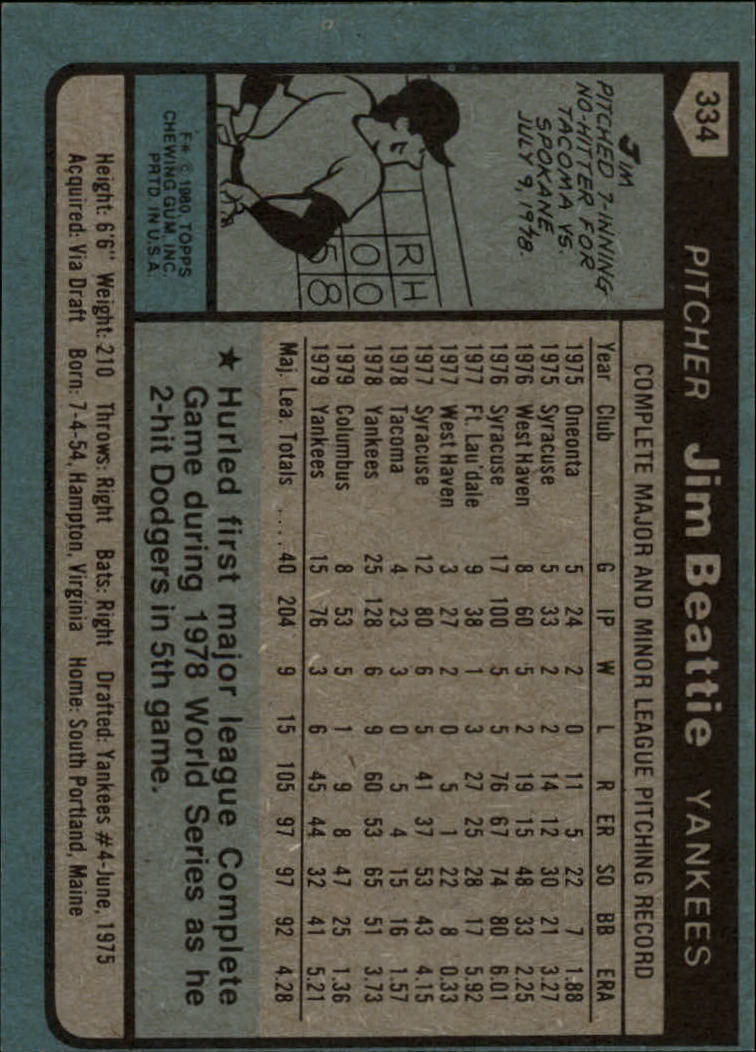 334
PITCHER Jim Beattie YANKEES
JIM
PITCHED 7-INNING
NO-HITTER FOR
TACOMA VS.
SPOKANE,
JULY 9, 1978.
R H
0 0
5 8
F* © 1980 TOPPS
CHEWING GUM, INC.
PRTD. IN U.S.A.
COMPLETE MAJOR AND MINOR LEAGUE PITCHING RECORD
Year Club G IP W L R ER SO BB ERA
1975 Oneonta 5 24 2 0 11 5 22 7 1.88
1975 Syracuse 5 33 2 2 14 12 30 21 3.27
1976 West Haven 8 60 5 2 19 15 48 33 2.25
1976 Syracuse 17 100 5 5 76 67 74 80 6.01
1977 Ft. Lau'dale 9 38 1 3 27 25 28 17 5.92
1977 West Haven 3 27 2 0 5 1 22 8 0.33
1977 Syracuse 12 80 6 5 41 37 53 43 4.15
1978 Tacoma 4 23 3 0 5 4 15 16 1.57
1978 Yankees 25 128 6 9 60 53 65 51 3.73
1979 Columbus 8 53 5 1 9 8 47 25 1.36
1979 Yankees 15 76 3 6 45 44 32 41 5.21
Maj. Lea. Totals .... 40 204 9 15 105 97 97 92 4.28
★ Hurled first major league Complete
Game during 1978 World Series as he
2-hit Dodgers in 5th game.
Height: 6'6" Weight: 210 Throws: Right Bats: Right Drafted: Yankees #4-June, 1975
Acquired: Via Draft Born: 7-4-54, Hampton, Virginia Home: South Portland, Maine